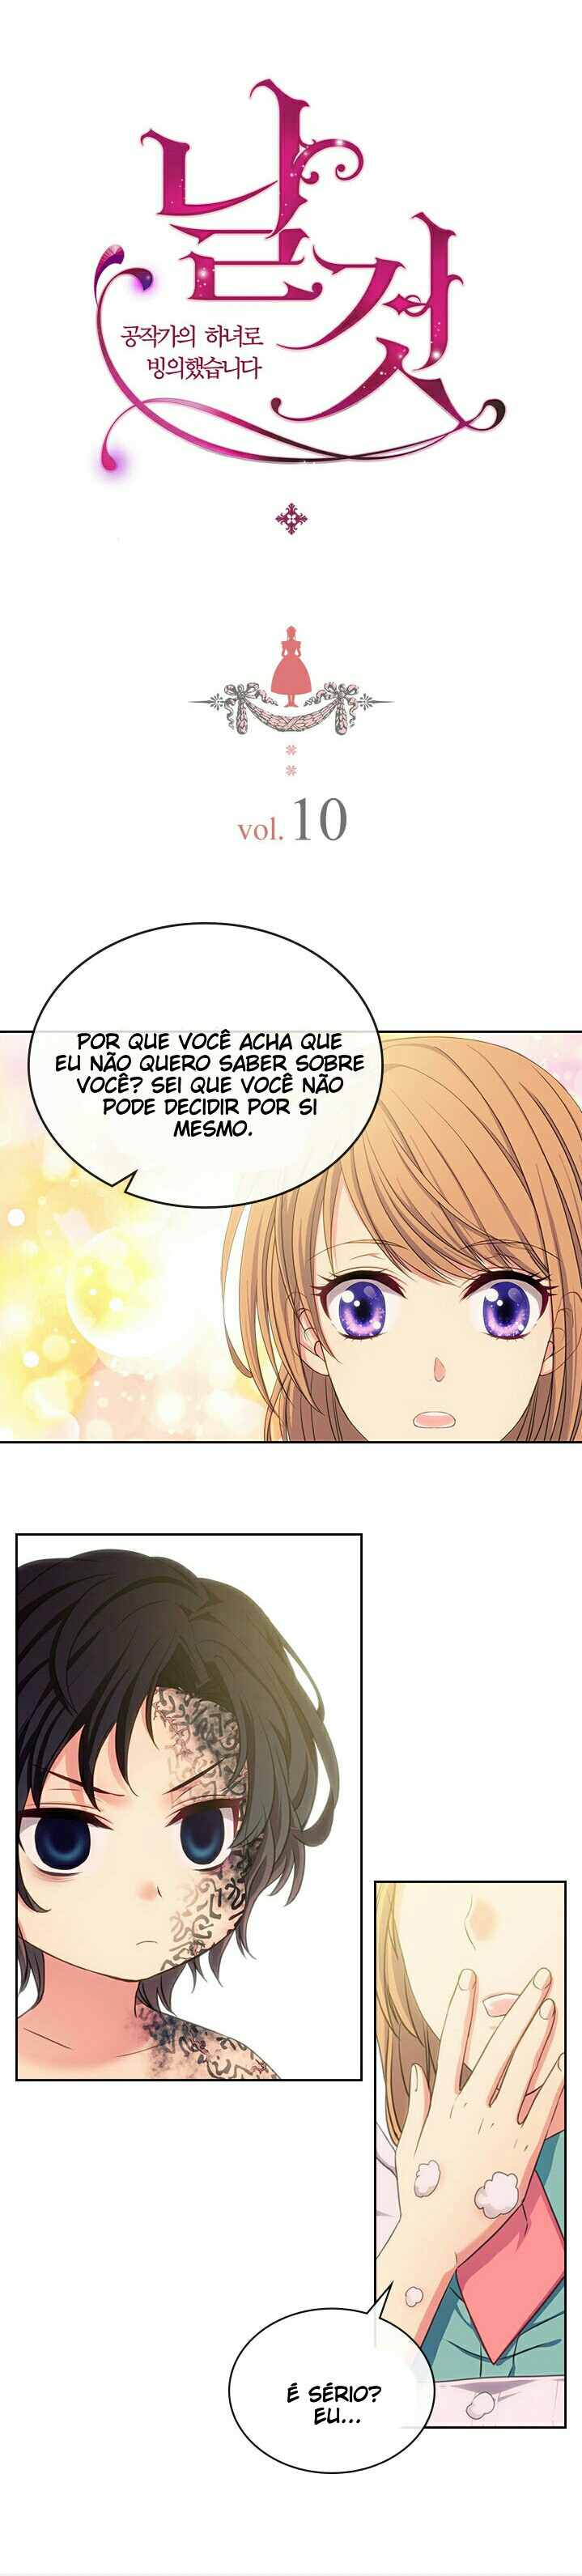 날것
공작가의 하녀로
빙의했습니다
vol. 10
POR QUE VOCÊ ACHA QUE
EU NÃO QUERO SABER SOBRE
VOCÊ? SEI QUE VOCÊ NÃO
PODE DECIDIR POR SI
MESMO.
É SÉRIO?
EU...